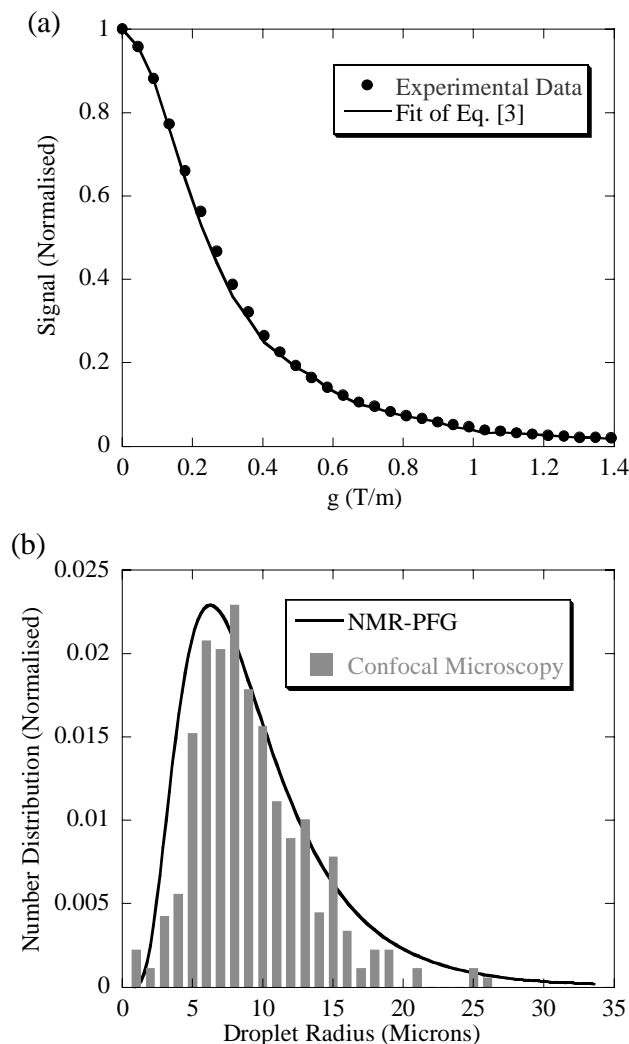 (a)
1
0.8
0.6
0.4
0.2
0
Signal (Normalised)
Experimental Data
Fit of Eq. [3]
0 0.2 0.4 0.6 0.8 1 1.2 1.4
g (T/m)
(b)
0.025
0.02
0.015
0.01
0.005
0
Number Distribution (Normalised)
NMR-PFG
Confocal Microscopy
0 5 10 15 20 25 30 35
Droplet Radius (Microns)